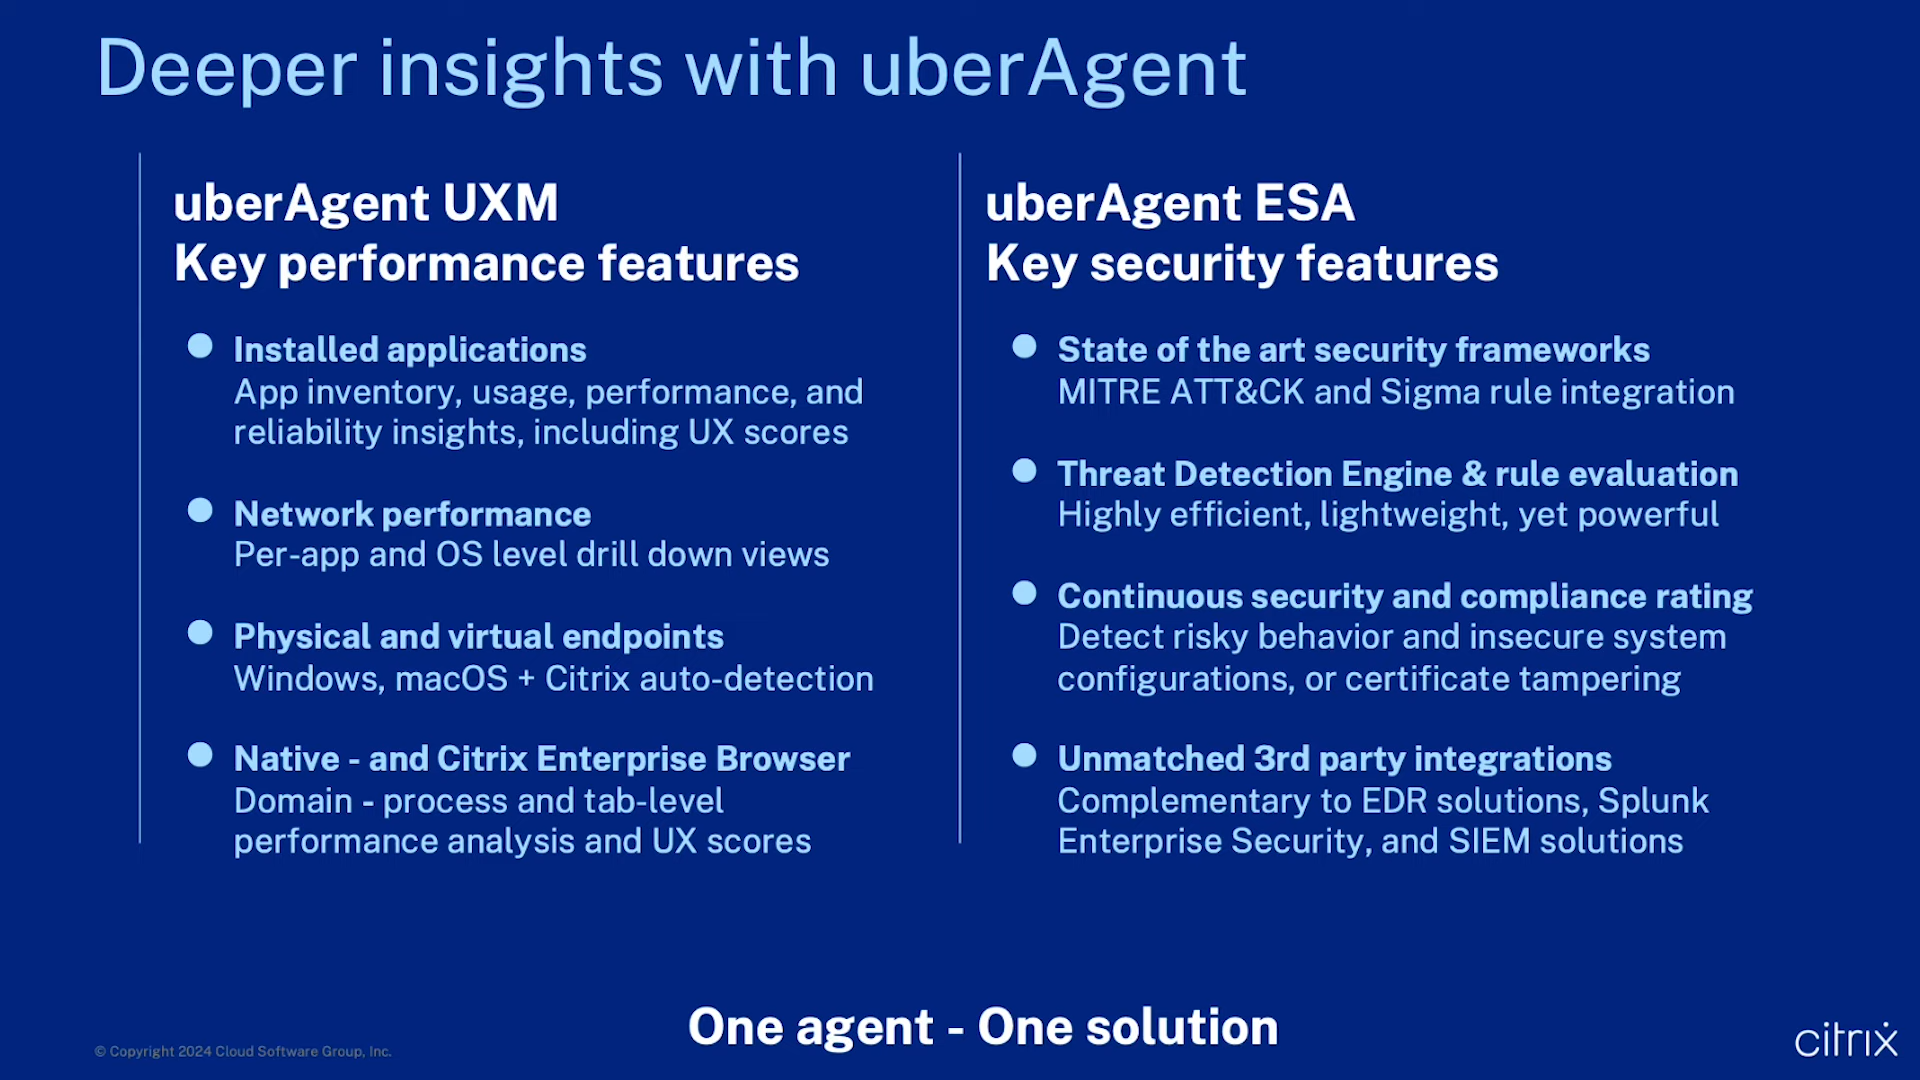 Deeper insights with uberAgent
uberAgent UXM
Key performance features
Installed applications
App inventory, usage, performance, and
reliability insights, including UX scores
Network performance
Per-app and OS level drill down views
Physical and virtual endpoints
Windows, macOS + Citrix auto-detection
Native - and Citrix Enterprise Browser
Domain - process and tab-level
performance analysis and UX scores
uberAgent ESA
Key security features
State of the art security frameworks
MITRE ATT&CK and Sigma rule integration
Threat Detection Engine & rule evaluation
Highly efficient, lightweight, yet powerful
Continuous security and compliance rating
Detect risky behavior and insecure system
configurations, or certificate tampering
Unmatched 3rd party integrations
Complementary to EDR solutions, Splunk
Enterprise Security, and SIEM solutions
One agent - One solution
© Copyright 2024 Cloud Software Group, Inc.
citrix